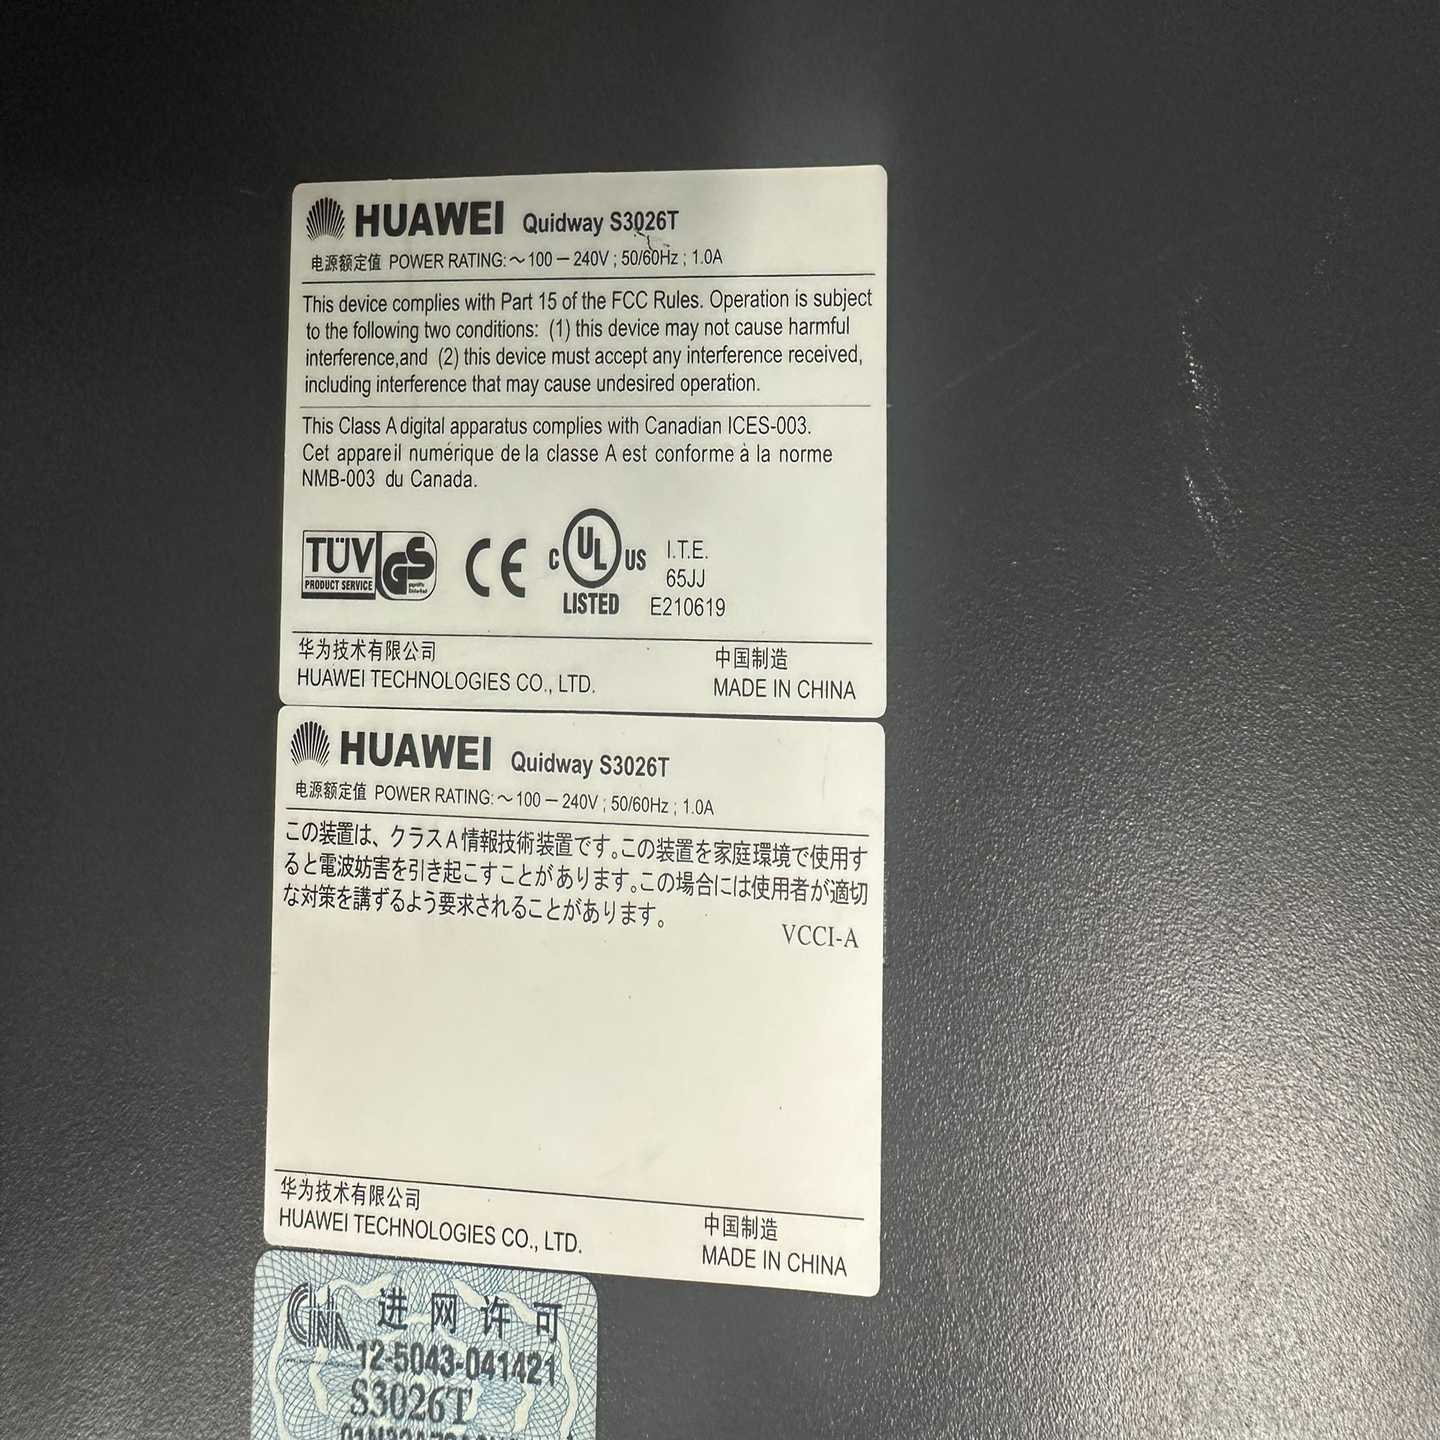 HUAWEI Quidway S3026T
电源额定值 POWER RATING: ～100－240V ; 50/60Hz ; 1.0A
This device complies with Part 15 of the FCC Rules. Operation is subject
to the following two conditions: (1) this device may not cause harmful
interference,and (2) this device must accept any interference received,
including interference that may cause undesired operation.
This Class A digital apparatus complies with Canadian ICES-003.
Cet appareil numérique de la classe A est conforme à la norme
NMB-003 du Canada.
TÜV
PRODUCT SERVICE
GS
CE
C UL US
LISTED
I.T.E.
65JJ
E210619
华为技术有限公司
HUAWEI TECHNOLOGIES CO., LTD.
中国制造
MADE IN CHINA
HUAWEI Quidway S3026T
电源额定值 POWER RATING: ～100－240V ; 50/60Hz ; 1.0A
この装置は、クラスA情報技術装置です。この装置を家庭環境で使用す
ると電波妨害を引き起こすことがあります。この場合には使用者が適切
な対策を講ずるよう要求されることがあります。
VCCI-A
华为技术有限公司
HUAWEI TECHNOLOGIES CO., LTD.
中国制造
MADE IN CHINA
进网许可
12-5043-041421
S3026T